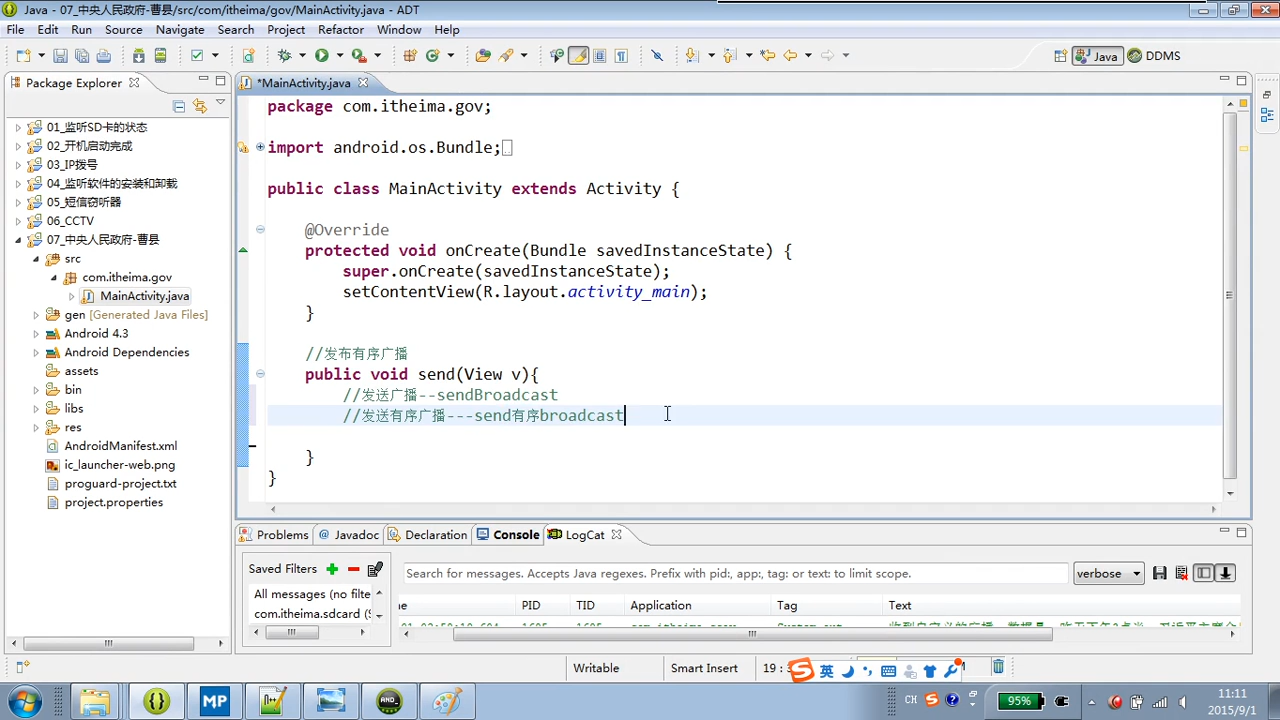 Java - 07_中央人民政府-曹县/src/com/itheima/gov/MainActivity.java - ADT
File Edit Run Source Navigate Search Project Refactor Window Help
Java DDMS
Package Explorer
*MainActivity.java
01_监听SD卡的状态
02_开机启动完成
03_IP拨号
04_监听软件的安装和卸载
05_短信窃听器
06_CCTV
07_中央人民政府-曹县
src
com.itheima.gov
MainActivity.java
gen [Generated Java Files]
Android 4.3
Android Dependencies
assets
bin
libs
res
AndroidManifest.xml
ic_launcher-web.png
proguard-project.txt
project.properties
package com.itheima.gov;
import android.os.Bundle;
public class MainActivity extends Activity {
@Override
protected void onCreate(Bundle savedInstanceState) {
super.onCreate(savedInstanceState);
setContentView(R.layout.activity_main);
}
//发布有序广播
public void send(View v){
//发送广播--sendBroadcast
//发送有序广播---send有序broadcast
}
}
Problems @ Javadoc Declaration Console LogCat
Saved Filters
All messages (no filte
com.itheima.sdcard (S
Search for messages. Accepts Java regexes. Prefix with pid:, app:, tag: or text: to limit scope.
verbose
PID TID Application Tag Text
Writable Smart Insert 19 :
英
MP
CH
95%
11:11
2015/9/1